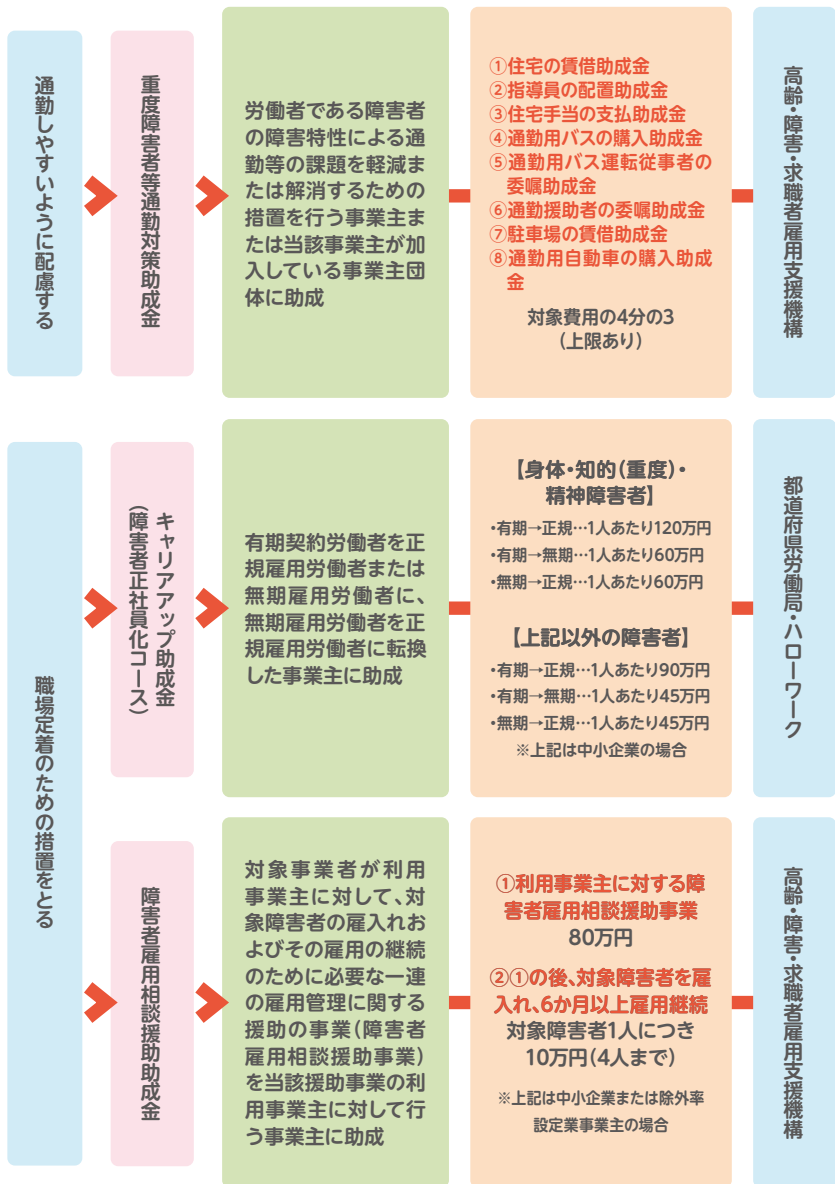 通勤しやすいように配慮する
重度障害者等通勤対策助成金
労働者である障害者
の障害特性による通
勤等の課題を軽減ま
たは解消するための
措置を行う事業主ま
たは当該事業主が加
入している事業主団
体に助成
①住宅の賃借助成金
②指導員の配置助成金
③住宅手当の支払助成金
④通勤用バスの購入助成金
⑤通勤用バス運転従事者の
委嘱助成金
⑥通勤援助者の委嘱助成金
⑦駐車場の賃借助成金
⑧通勤用自動車の購入助成
金
対象費用の4分の3
(上限あり)
高齢・障害・求職者雇用支援機構
職場定着のための措置をとる
キャリアアップ助成金
(障害者正社員化コース)
有期契約労働者を正
規雇用労働者または
無期雇用労働者に、
無期雇用労働者を正
規雇用労働者に転換
した事業主に助成
【身体・知的(重度)・
精神障害者】
・有期→正規…1人あたり120万円
・有期→無期…1人あたり60万円
・無期→正規…1人あたり60万円
【上記以外の障害者】
・有期→正規…1人あたり90万円
・有期→無期…1人あたり45万円
・無期→正規…1人あたり45万円
※上記は中小企業の場合
都道府県労働局・ハローワーク
障害者雇用相談援助助成金
対象事業者が利用
事業主に対して、対
象障害者の雇入れお
よびその雇用の継続
のために必要な一連
の雇用管理に関する
援助の事業(障害者
雇用相談援助事業)
を当該援助事業の利
用事業主に対して行
う事業主に助成
①利用事業主に対する障
害者雇用相談援助事業
80万円
②①の後、対象障害者を雇
入れ、6か月以上雇用継続
対象障害者1人につき
10万円(4人まで)
※上記は中小企業または除外率
設定業事業主の場合
高齢・障害・求職者雇用支援機構